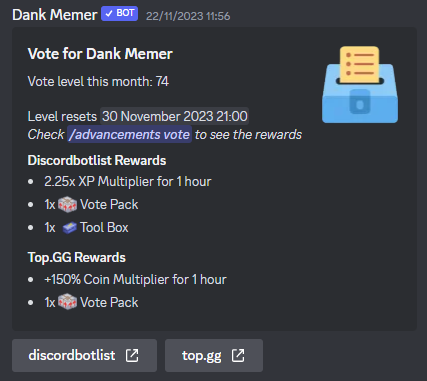 Dank Memer ✓ BOT 22/11/2023 11:56
Vote for Dank Memer
Vote level this month: 74
Level resets 30 November 2023 21:00
Check /advancements vote to see the rewards
Discordbotlist Rewards
• 2.25x XP Multiplier for 1 hour
• 1x Vote Pack
• 1x Tool Box
Top.GG Rewards
• +150% Coin Multiplier for 1 hour
• 1x Vote Pack
discordbotlist
top.gg